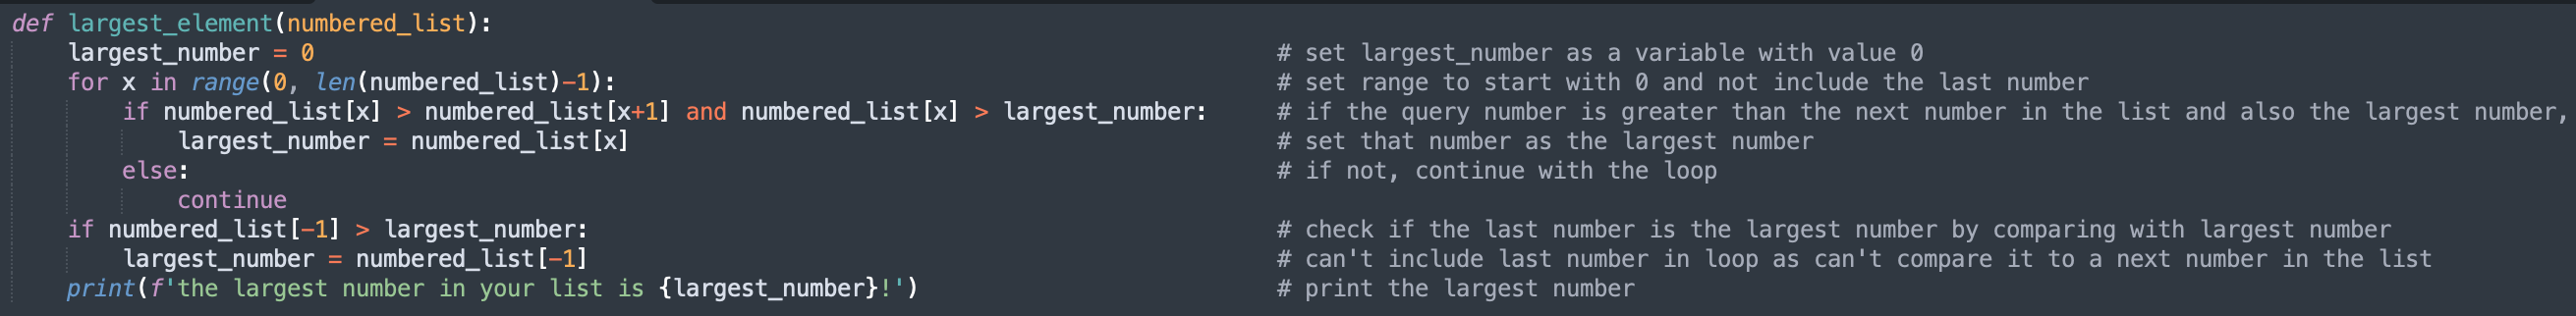 def largest_element(numbered_list):
    largest_number = 0 # set largest_number as a variable with value 0
    for x in range(0, len(numbered_list)-1): # set range to start with 0 and not include the last number
        if numbered_list[x] > numbered_list[x+1] and numbered_list[x] > largest_number: # if the query number is greater than the next number in the list and also the largest number,
            largest_number = numbered_list[x] # set that number as the largest number
        else: # if not, continue with the loop
            continue
    if numbered_list[-1] > largest_number: # check if the last number is the largest number by comparing with largest number
        largest_number = numbered_list[-1] # can't include last number in loop as can't compare it to a next number in the list
    print(f'the largest number in your list is {largest_number}!') # print the largest number